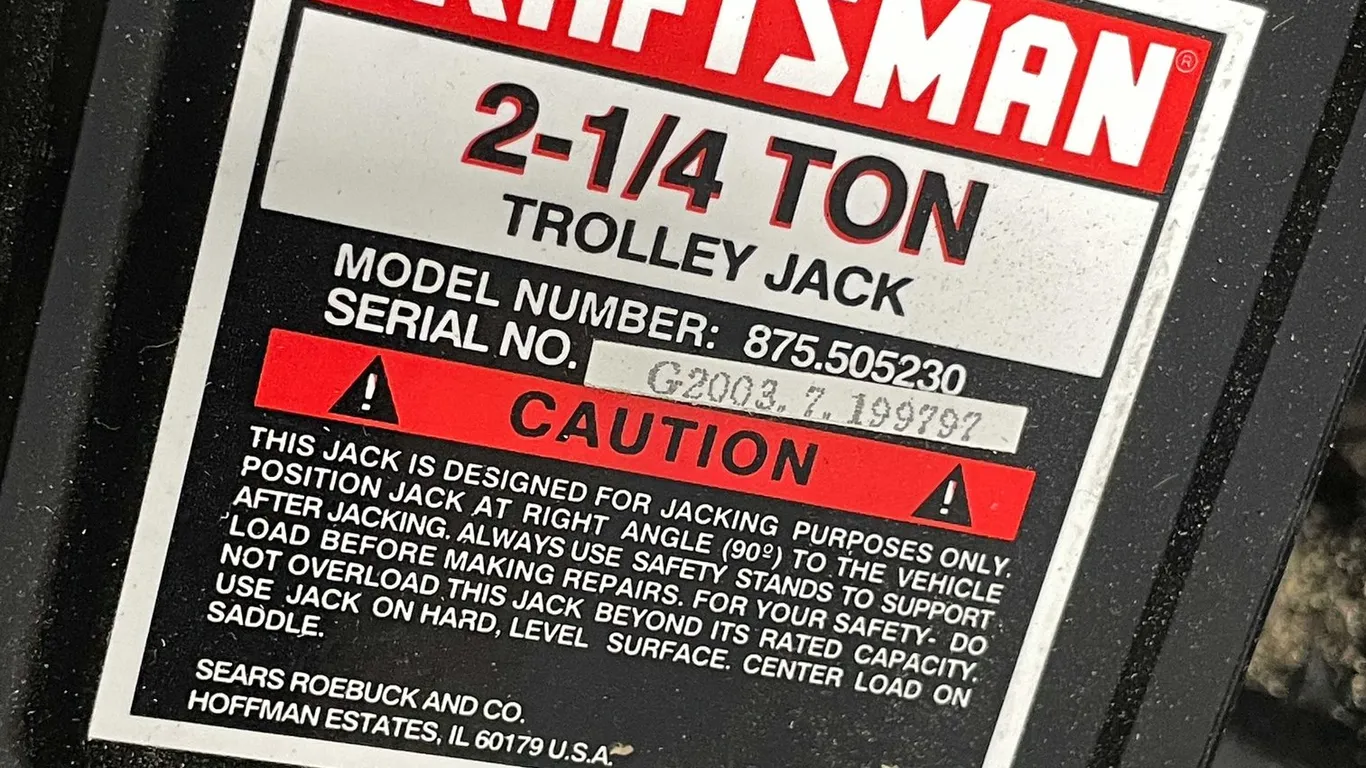 CRAFTSMAN®
2-1/4 TON
TROLLEY JACK
MODEL NUMBER: 875.505230
SERIAL NO. G2003.7.199797
! CAUTION !
THIS JACK IS DESIGNED FOR JACKING PURPOSES ONLY.
POSITION JACK AT RIGHT ANGLE (90º) TO THE VEHICLE
AFTER JACKING. ALWAYS USE SAFETY STANDS TO SUPPORT
LOAD BEFORE MAKING REPAIRS. FOR YOUR SAFETY- DO
NOT OVERLOAD THIS JACK BEYOND ITS RATED CAPACITY.
USE JACK ON HARD, LEVEL SURFACE. CENTER LOAD ON
SADDLE.
SEARS ROEBUCK AND CO.
HOFFMAN ESTATES, IL 60179 U.S.A.